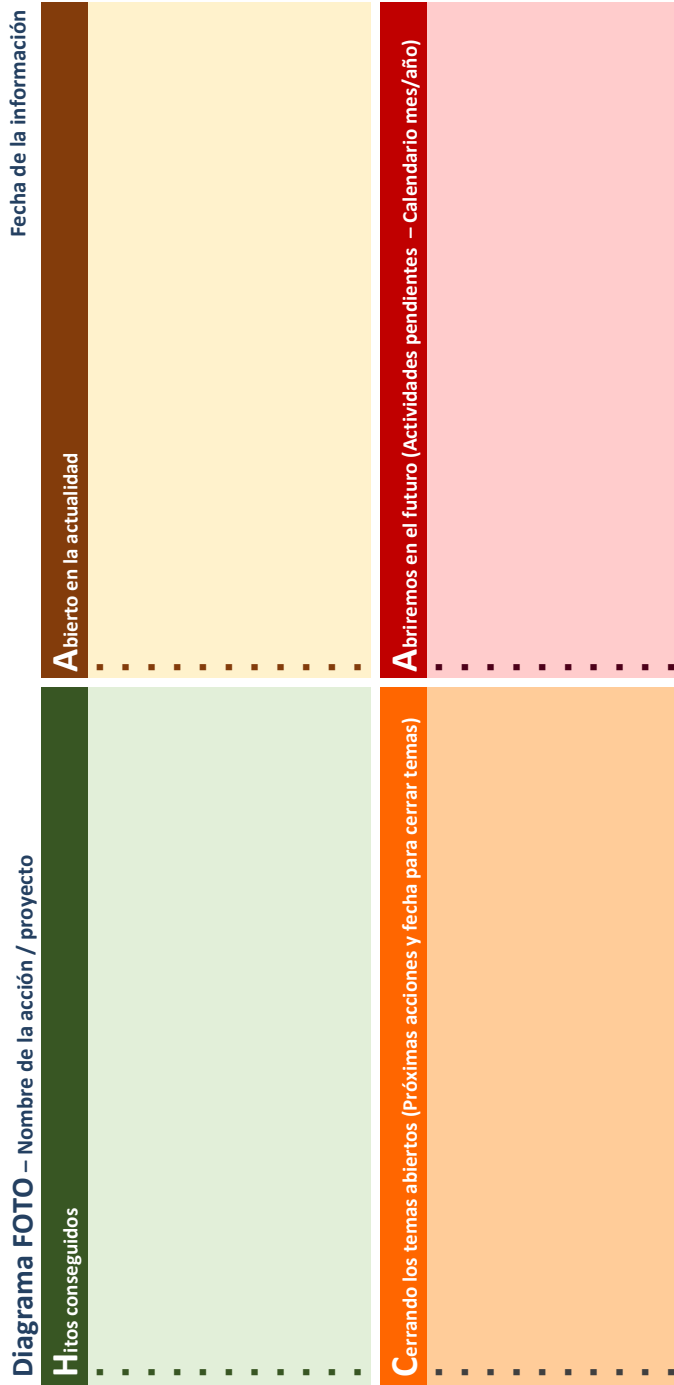 Diagrama FOTO – Nombre de la acción / proyecto
Fecha de la información
Hitos conseguidos
Abierto en la actualidad
Cerrando los temas abiertos (Próximas acciones y fecha para cerrar temas)
Abriremos en el futuro (Actividades pendientes – Calendario mes/año)